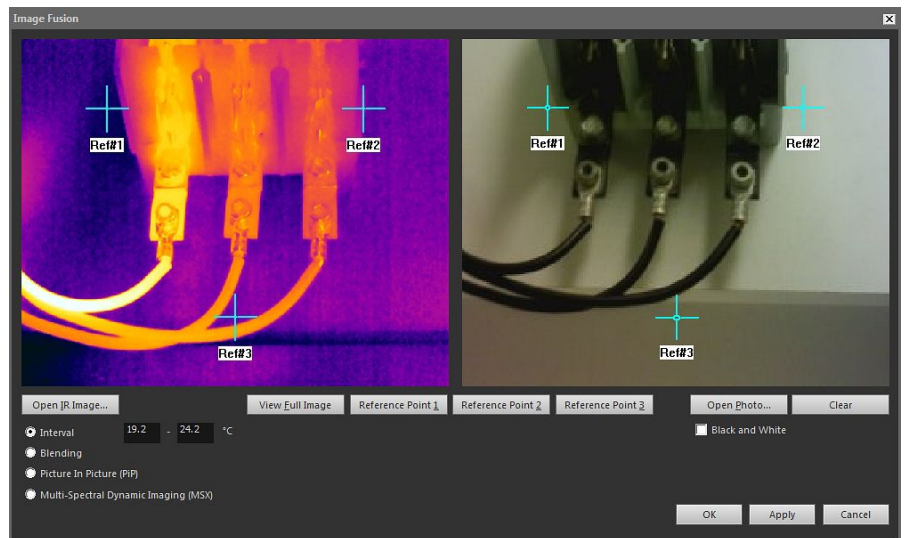 Image Fusion
Ref#1
Ref#2
Ref#3
Ref#1
Ref#2
Ref#3
Open IR Image...
View Full Image
Reference Point 1
Reference Point 2
Reference Point 3
Open Photo...
Clear
Interval 19.2 - 24.2 °C
Black and White
Blending
Picture In Picture (PiP)
Multi-Spectral Dynamic Imaging (MSX)
OK
Apply
Cancel